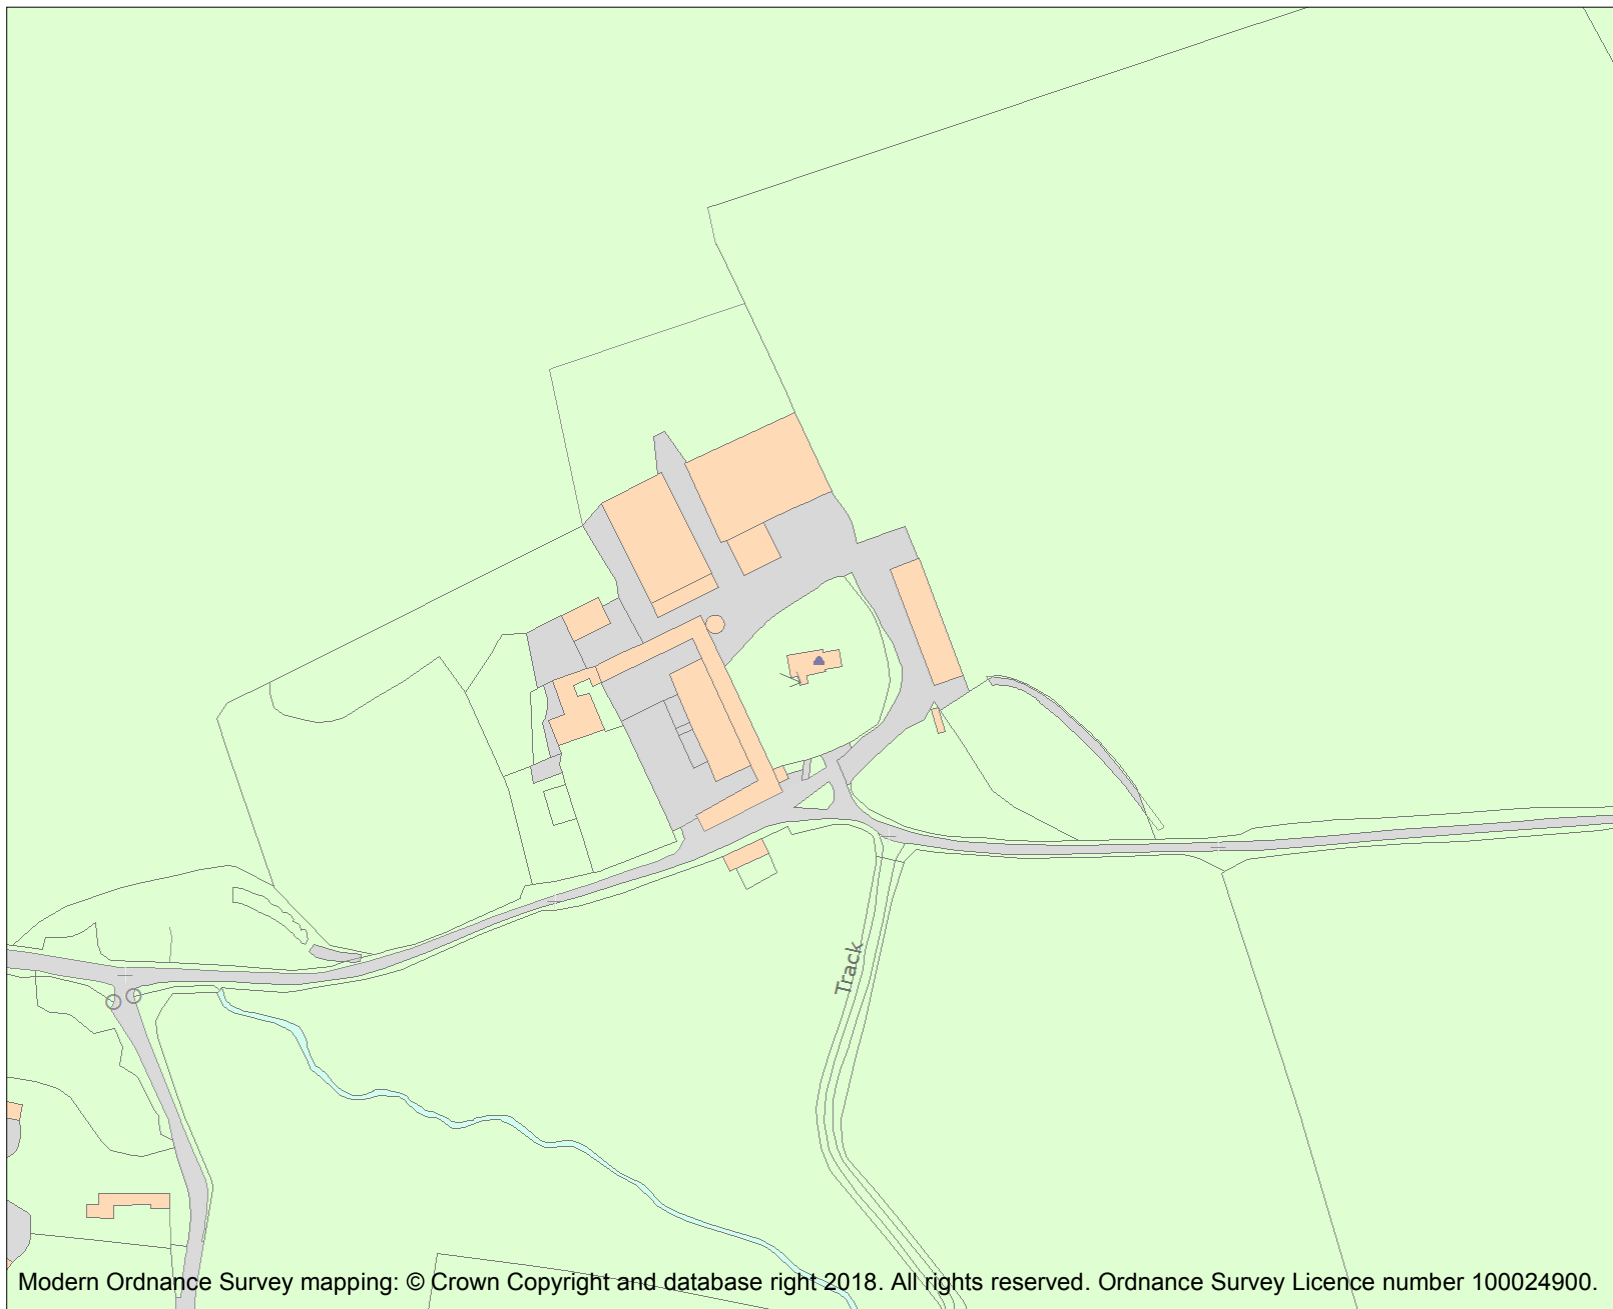 Track
Modern Ordnance Survey mapping: © Crown Copyright and database right 2018. All rights reserved. Ordnance Survey Licence number 100024900.